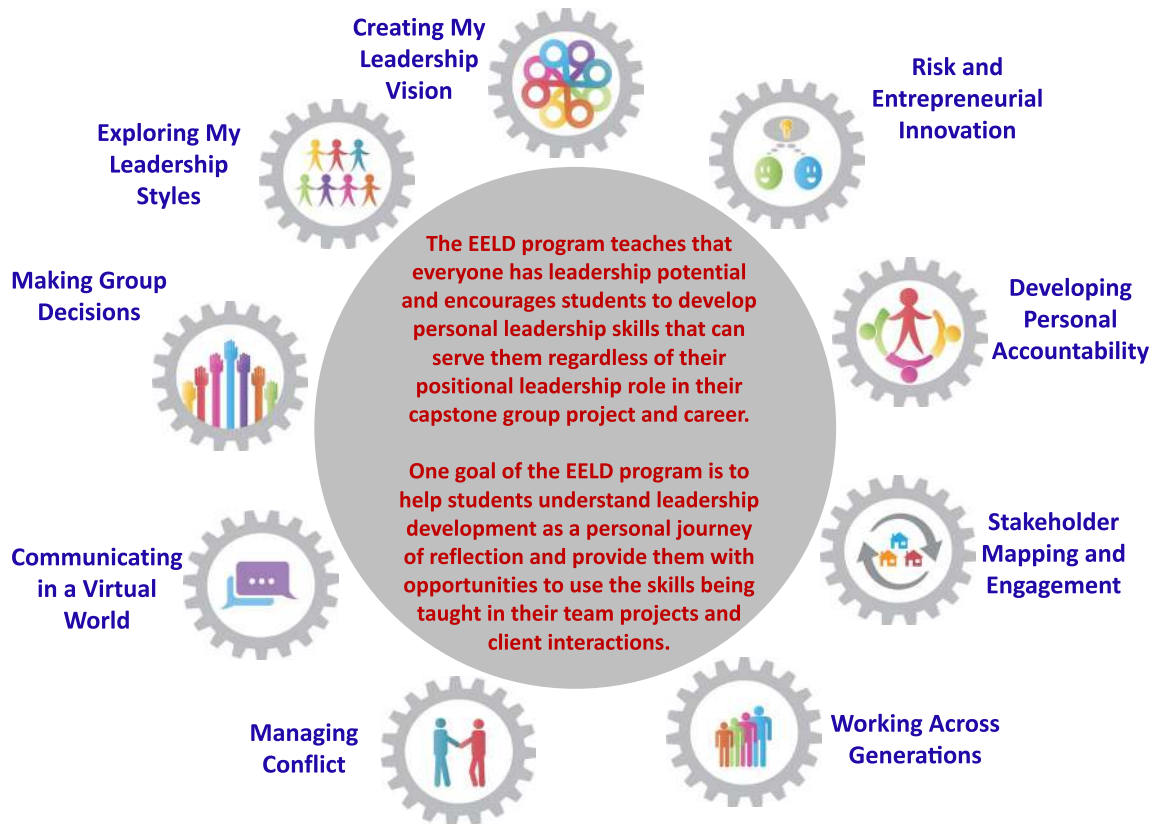 Creating My
Leadership
Vision
Risk and
Entrepreneurial
Innovation
Exploring My
Leadership
Styles
Making Group
Decisions
Developing
Personal
Accountability
The EELD program teaches that
everyone has leadership potential
and encourages students to develop
personal leadership skills that can
serve them regardless of their
positional leadership role in their
capstone group project and career.
One goal of the EELD program is to
help students understand leadership
development as a personal journey
of reflection and provide them with
opportunities to use the skills being
taught in their team projects and
client interactions.
Communicating
in a Virtual
World
Stakeholder
Mapping and
Engagement
Managing
Conflict
Working Across
Generations